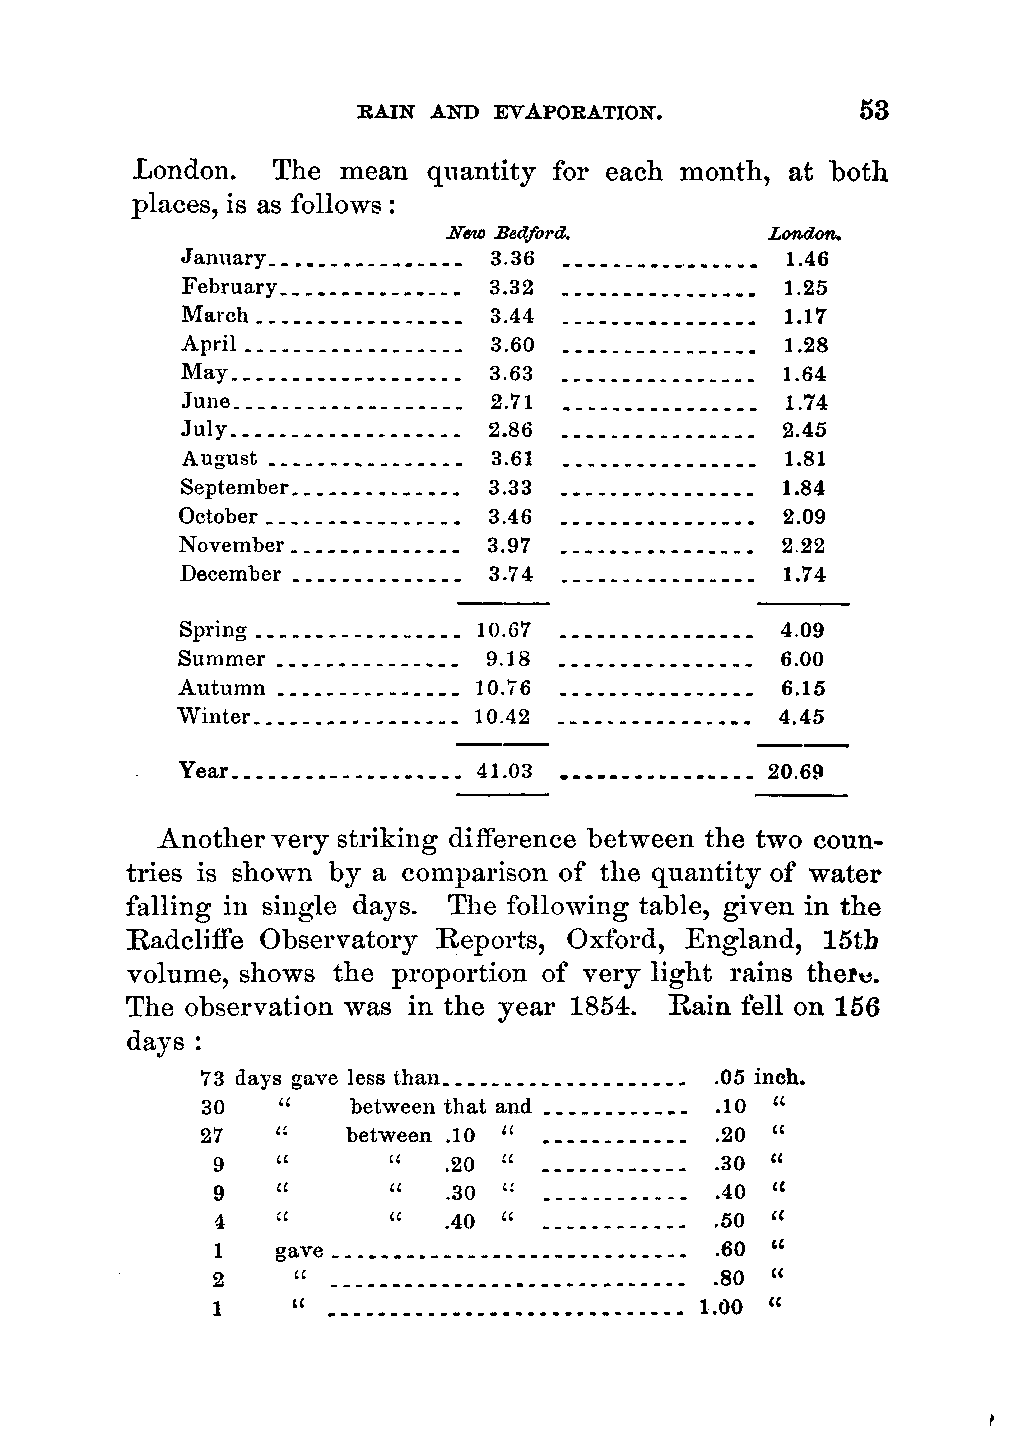 RAIN AND EVAPORATION. 53
London. The mean quantity for each month, at both
places, is as follows :
New Bedford. London.
January 3.36 1.46
February 3.32 1.25
March 3.44 1.17
April 3.60 1.28
May 3.63 1.64
June 2.71 1.74
July 2.86 2.45
August 3.61 1.81
September 3.33 1.84
October 3.46 2.09
November 3.97 2.22
December 3.74 1.74
Spring 10.67 4.09
Summer 9.18 6.00
Autumn 10.76 6.15
Winter 10.42 4.45
Year 41.03 20.69
Another very striking difference between the two coun-
tries is shown by a comparison of the quantity of water
falling in single days. The following table, given in the
Radcliffe Observatory Reports, Oxford, England, 15th
volume, shows the proportion of very light rains there.
The observation was in the year 1854. Rain fell on 156
days :
73 days gave less than .05 inch.
30 “ between that and .10 “
27 “ between .10 “ .20 “
9 “ “ .20 “ .30 “
9 “ “ .30 “ .40 “
4 “ “ .40 “ .50 “
1 gave .60 “
2 “ .80 “
1 “ 1.00 “